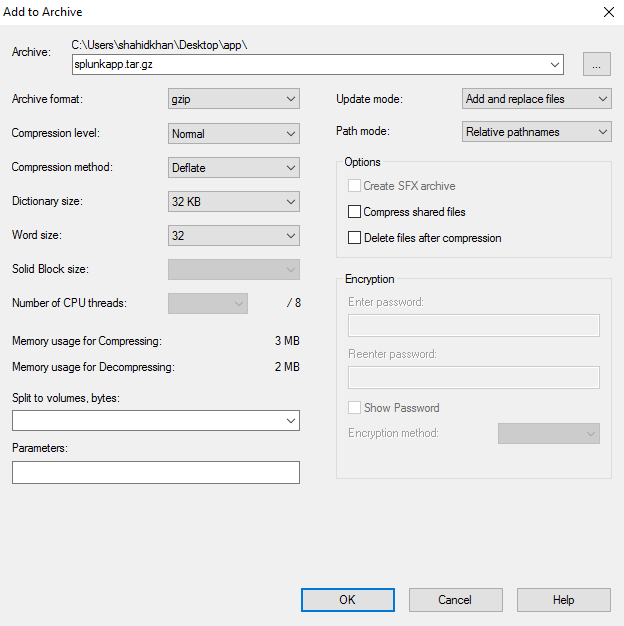 Add to Archive
Archive: C:\Users\shahidkhan\Desktop\app\
splunkapp.tar.gz
...
Archive format: gzip
Compression level: Normal
Compression method: Deflate
Dictionary size: 32 KB
Word size: 32
Solid Block size:
Number of CPU threads: / 8
Memory usage for Compressing: 3 MB
Memory usage for Decompressing: 2 MB
Split to volumes, bytes:
Parameters:
Update mode: Add and replace files
Path mode: Relative pathnames
Options
Create SFX archive
Compress shared files
Delete files after compression
Encryption
Enter password:
Reenter password:
Show Password
Encryption method:
OK Cancel Help